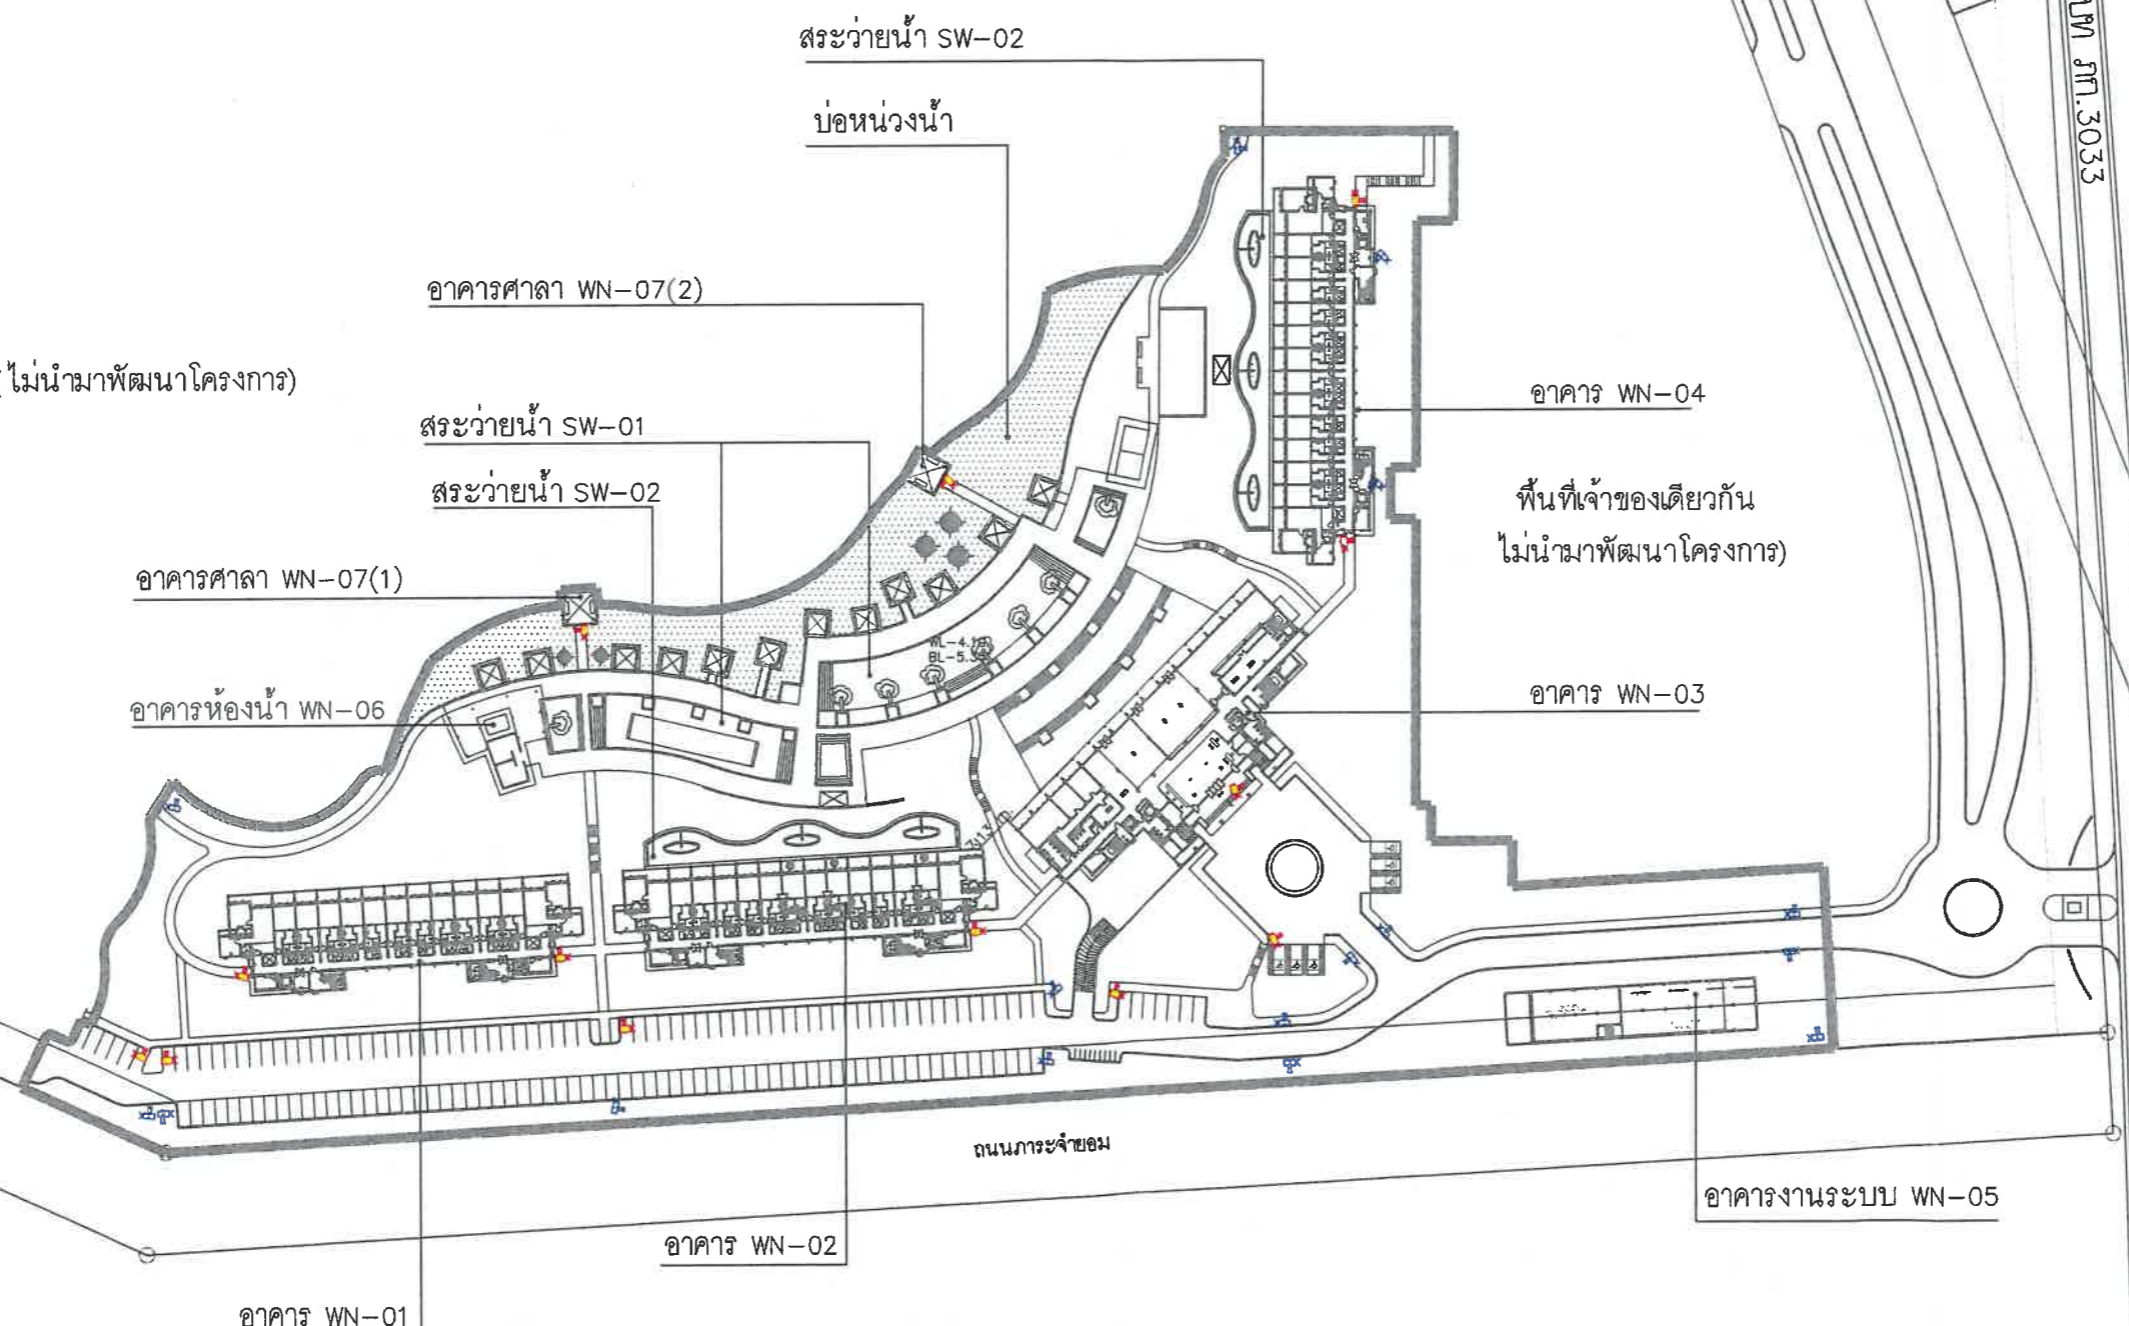 สระว่ายน้ำ SW-02
บ่อหน่วงน้ำ
ภก.3033
อาคารศาลา WN-07(2)
ไม่นำมาพัฒนาโครงการ)
สระว่ายน้ำ SW-01
สระว่ายน้ำ SW-02
อาคาร WN-04
พื้นที่เจ้าของเดียวกัน
ไม่นำมาพัฒนาโครงการ)
อาคารศาลา WN-07(1)
อาคารห้องน้ำ WN-06
อาคาร WN-03
ถนนภาระจำยอม
อาคารงานระบบ WN-05
อาคาร WN-02
อาคาร WN-01